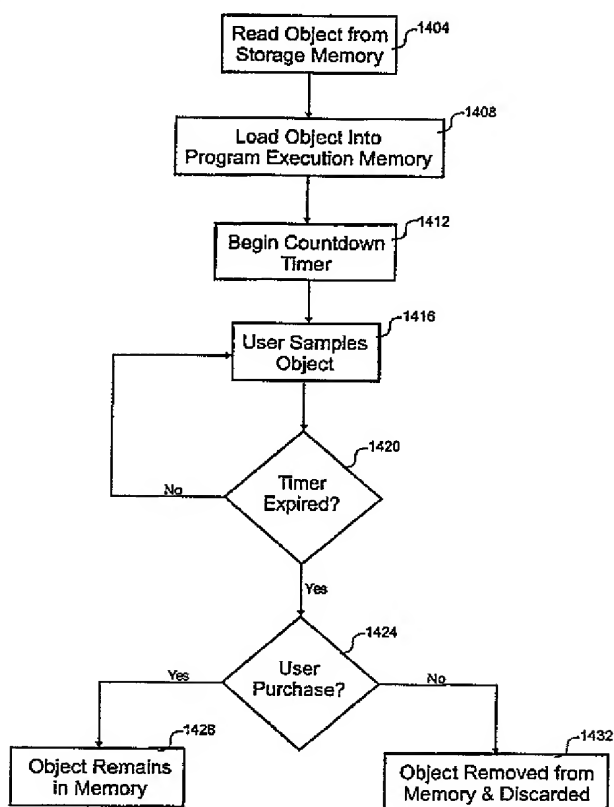 Read Object from
Storage Memory
1404
Load Object Into
Program Execution Memory
1408
Begin Countdown
Timer
1412
User Samples
Object
1416
Timer
Expired?
1420
No
Yes
User
Purchase?
1424
Yes
No
Object Remains
in Memory
1428
Object Removed from
Memory & Discarded
1432